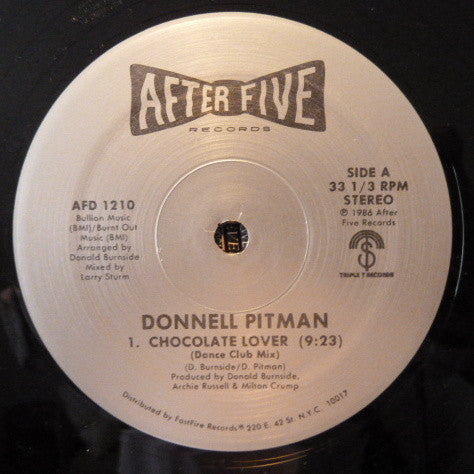 AFTER FIVE
RECORDS
AFD 1210
Bullion Music
(BMI)/Burnt Out
Music (BMI)
Arranged by
Donald Burnside
Mixed by
Larry Sturm
SIDE A
33 1/3 RPM
STEREO
℗ 1986 After
Five Records
TRIPLE T RECORDS
DONNELL PITMAN
1. CHOCOLATE LOVER (9:23)
(Dance Club Mix)
(D. Burnside/D. Pitman)
Produced by Donald Burnside,
Archie Russell & Milton Crump
Distributed by FastFire Records® 220 E. 42 St. N.Y.C. 10017